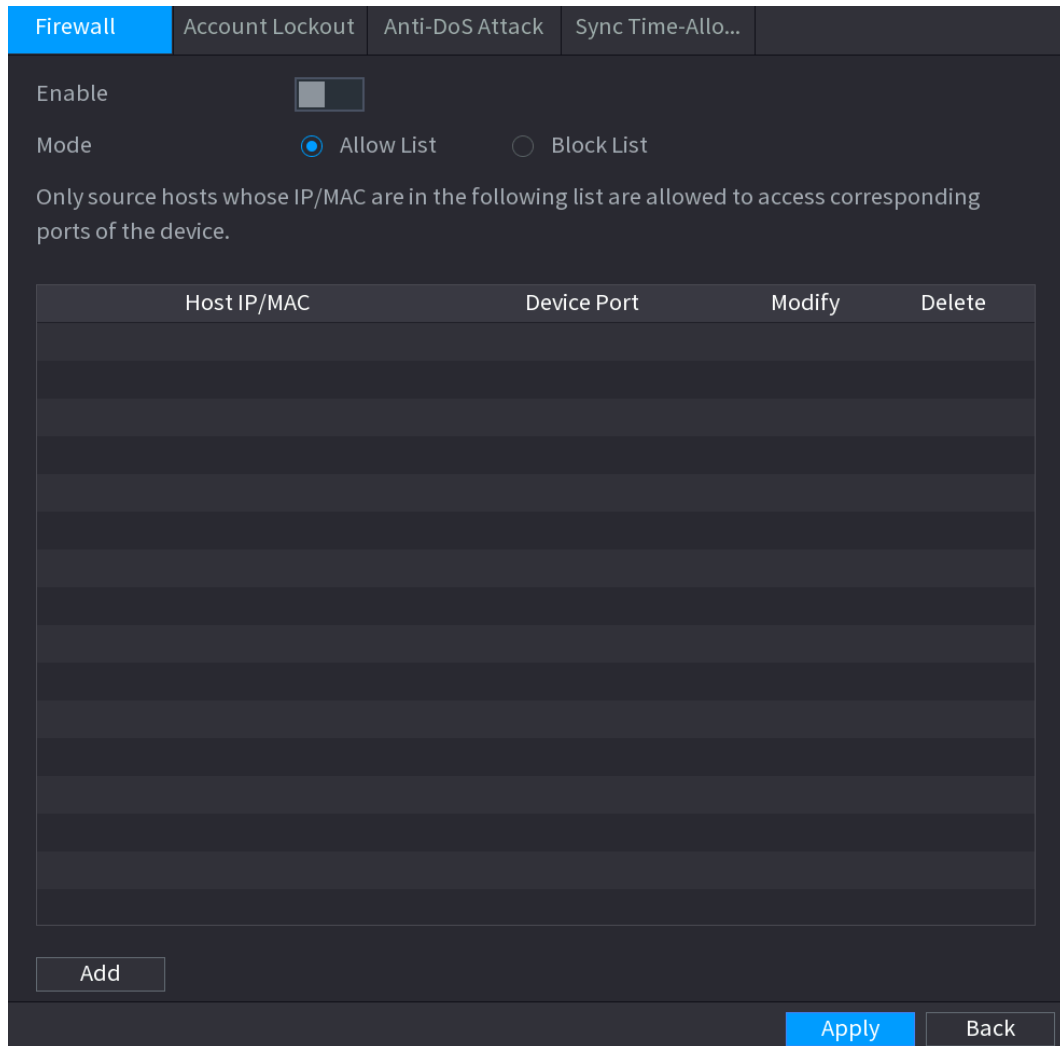 Firewall Account Lockout Anti-DoS Attack Sync Time-Allo...
Enable
Mode Allow List Block List
Only source hosts whose IP/MAC are in the following list are allowed to access corresponding
ports of the device.
Host IP/MAC Device Port Modify Delete
Add
Apply Back